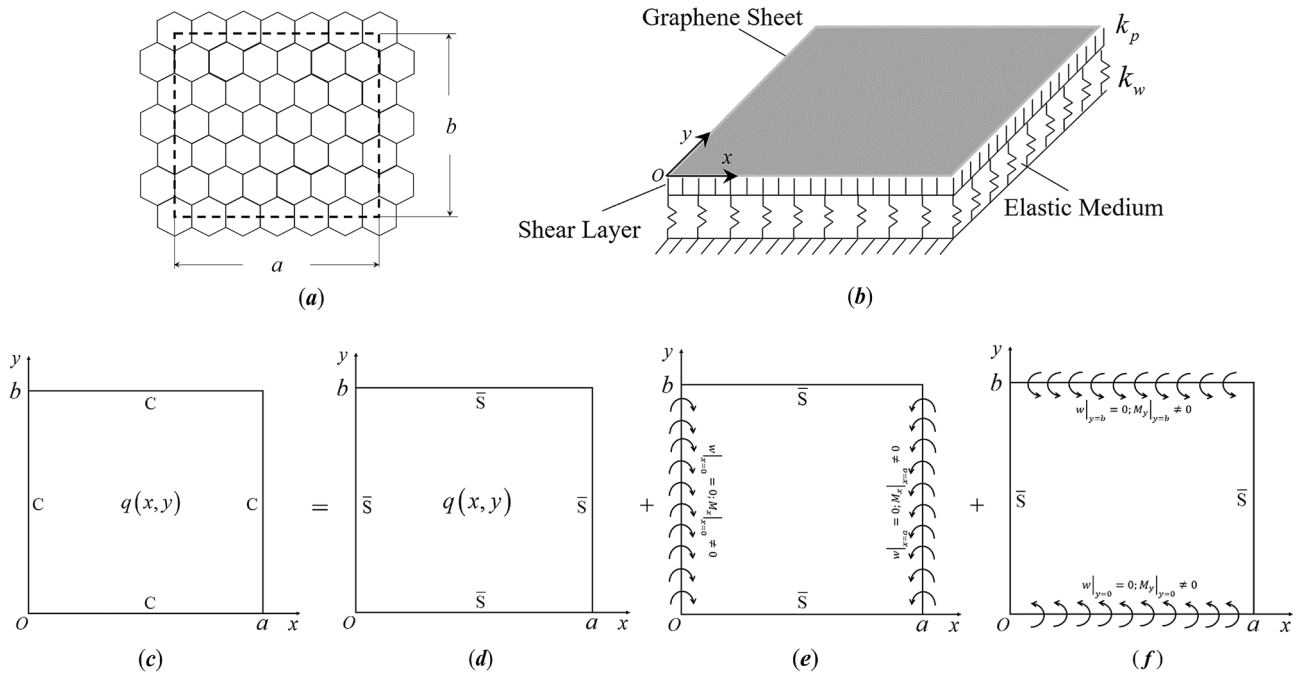 b
a
(a)
Graphene Sheet
k_p
k_w
y
x
O
Shear Layer
Elastic Medium
(b)
y
b
C
C
q(x,y)
C
C
O
a
x
(c)
=
y
b
S̅
S̅
q(x,y)
S̅
S̅
O
a
x
(d)
+
y
b
S̅
w|_{x=0} = 0; M_x|_{x=0} ≠ 0
w|_{x=a} = 0; M_x|_{x=a} ≠ 0
S̅
O
a
x
(e)
+
y
b
w|_{y=b} = 0; M_y|_{y=b} ≠ 0
S̅
S̅
w|_{y=0} = 0; M_y|_{y=0} ≠ 0
O
a
x
(f)